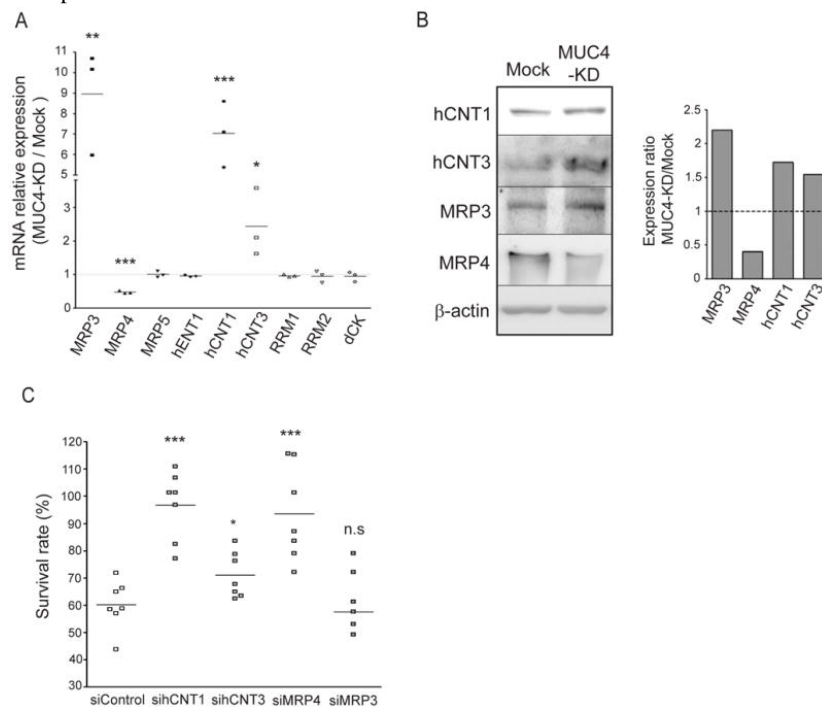 A
mRNA relative expression
(MUC4-KD / Mock )
11
10
9
8
7
6
5
2
1
0
**
***
***
*
MRP3
MRP4
MRP5
hENT1
hCNT1
hCNT3
RRM1
RRM2
dCK
B
Mock
MUC4
-KD
hCNT1
hCNT3
MRP3
MRP4
β-actin
Expression ratio
MUC4-KD/Mock
2.5
2
1.5
1
0.5
0
MRP3
MRP4
hCNT1
hCNT3
C
Survival rate (%)
120
110
100
90
80
70
60
50
40
30
***
*
***
n.s
siControl
sihCNT1
sihCNT3
siMRP4
siMRP3